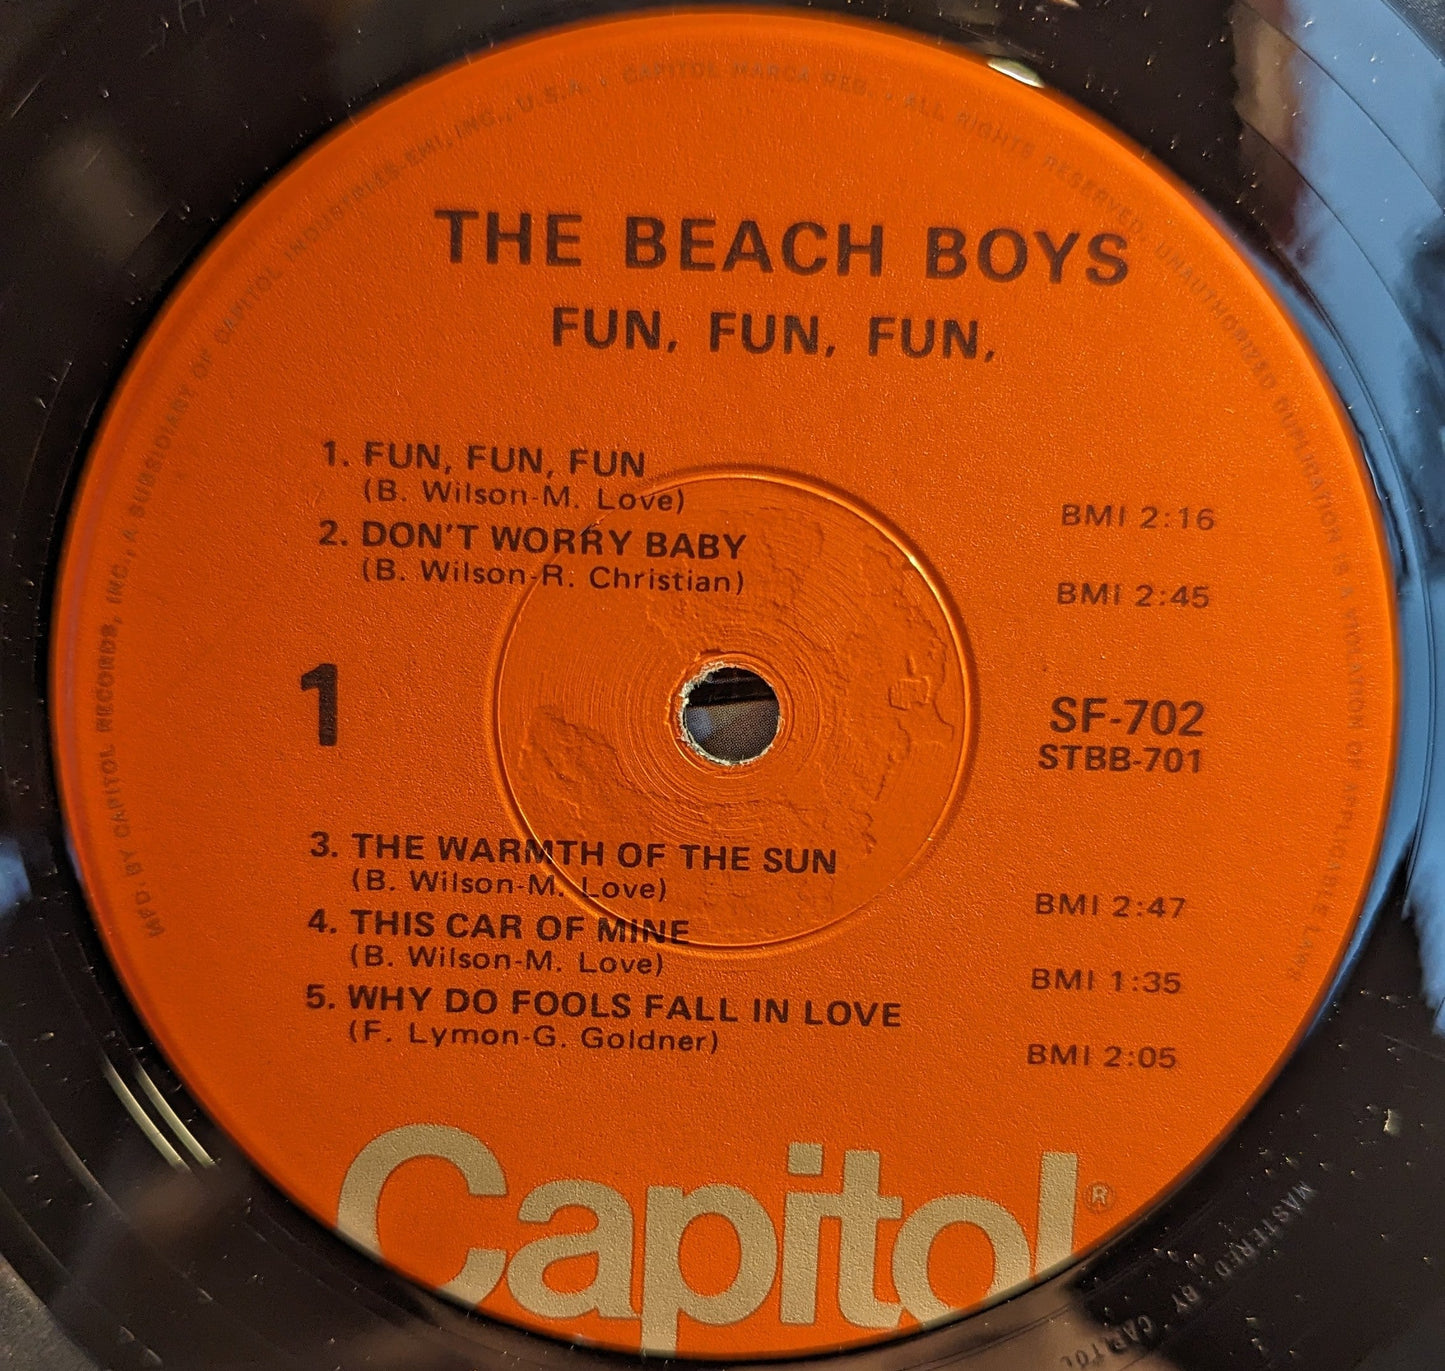 MFD. BY CAPITOL RECORDS, INC., A SUBSIDIARY OF CAPITOL INDUSTRIES-EMI, INC., U.S.A. • CAPITOL MARCA REG. • ALL RIGHTS RESERVED. UNAUTHORIZED DUPLICATION IS A VIOLATION OF APPLICABLE LAWS
THE BEACH BOYS
FUN, FUN, FUN,
1. FUN, FUN, FUN
(B. Wilson-M. Love) BMI 2:16
2. DON'T WORRY BABY
(B. Wilson-R. Christian) BMI 2:45
1 SF-702
STBB-701
3. THE WARMTH OF THE SUN
(B. Wilson-M. Love) BMI 2:47
4. THIS CAR OF MINE
(B. Wilson-M. Love) BMI 1:35
5. WHY DO FOOLS FALL IN LOVE
(F. Lymon-G. Goldner) BMI 2:05
Capitol®
MASTERED BY CAPITOL